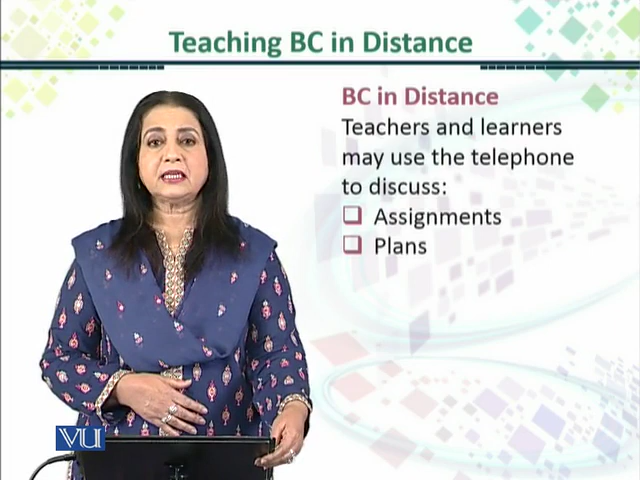 Teaching BC in Distance
BC in Distance
Teachers and learners
may use the telephone
to discuss:
❑ Assignments
❑ Plans
VU